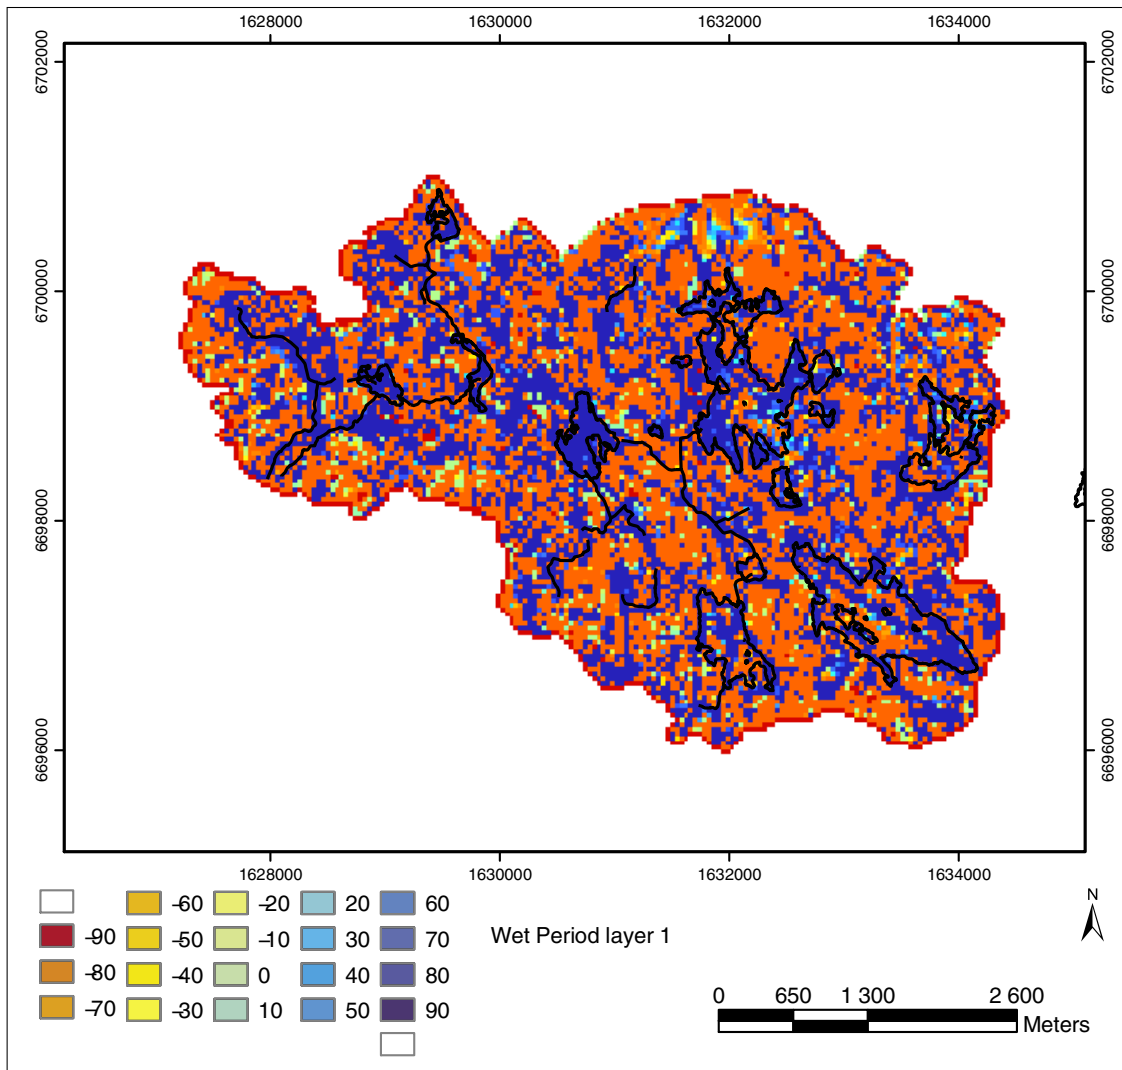 1628000 1630000 1632000 1634000
6702000 6702000
6700000 6700000
6698000 6698000
6696000 6696000
1628000 1630000 1632000 1634000
–60 –20 20 60
–90 –50 –10 30 70
–80 –40 0 40 80
–70 –30 10 50 90
Wet Period layer 1
N
0 650 1 300 2 600
Meters